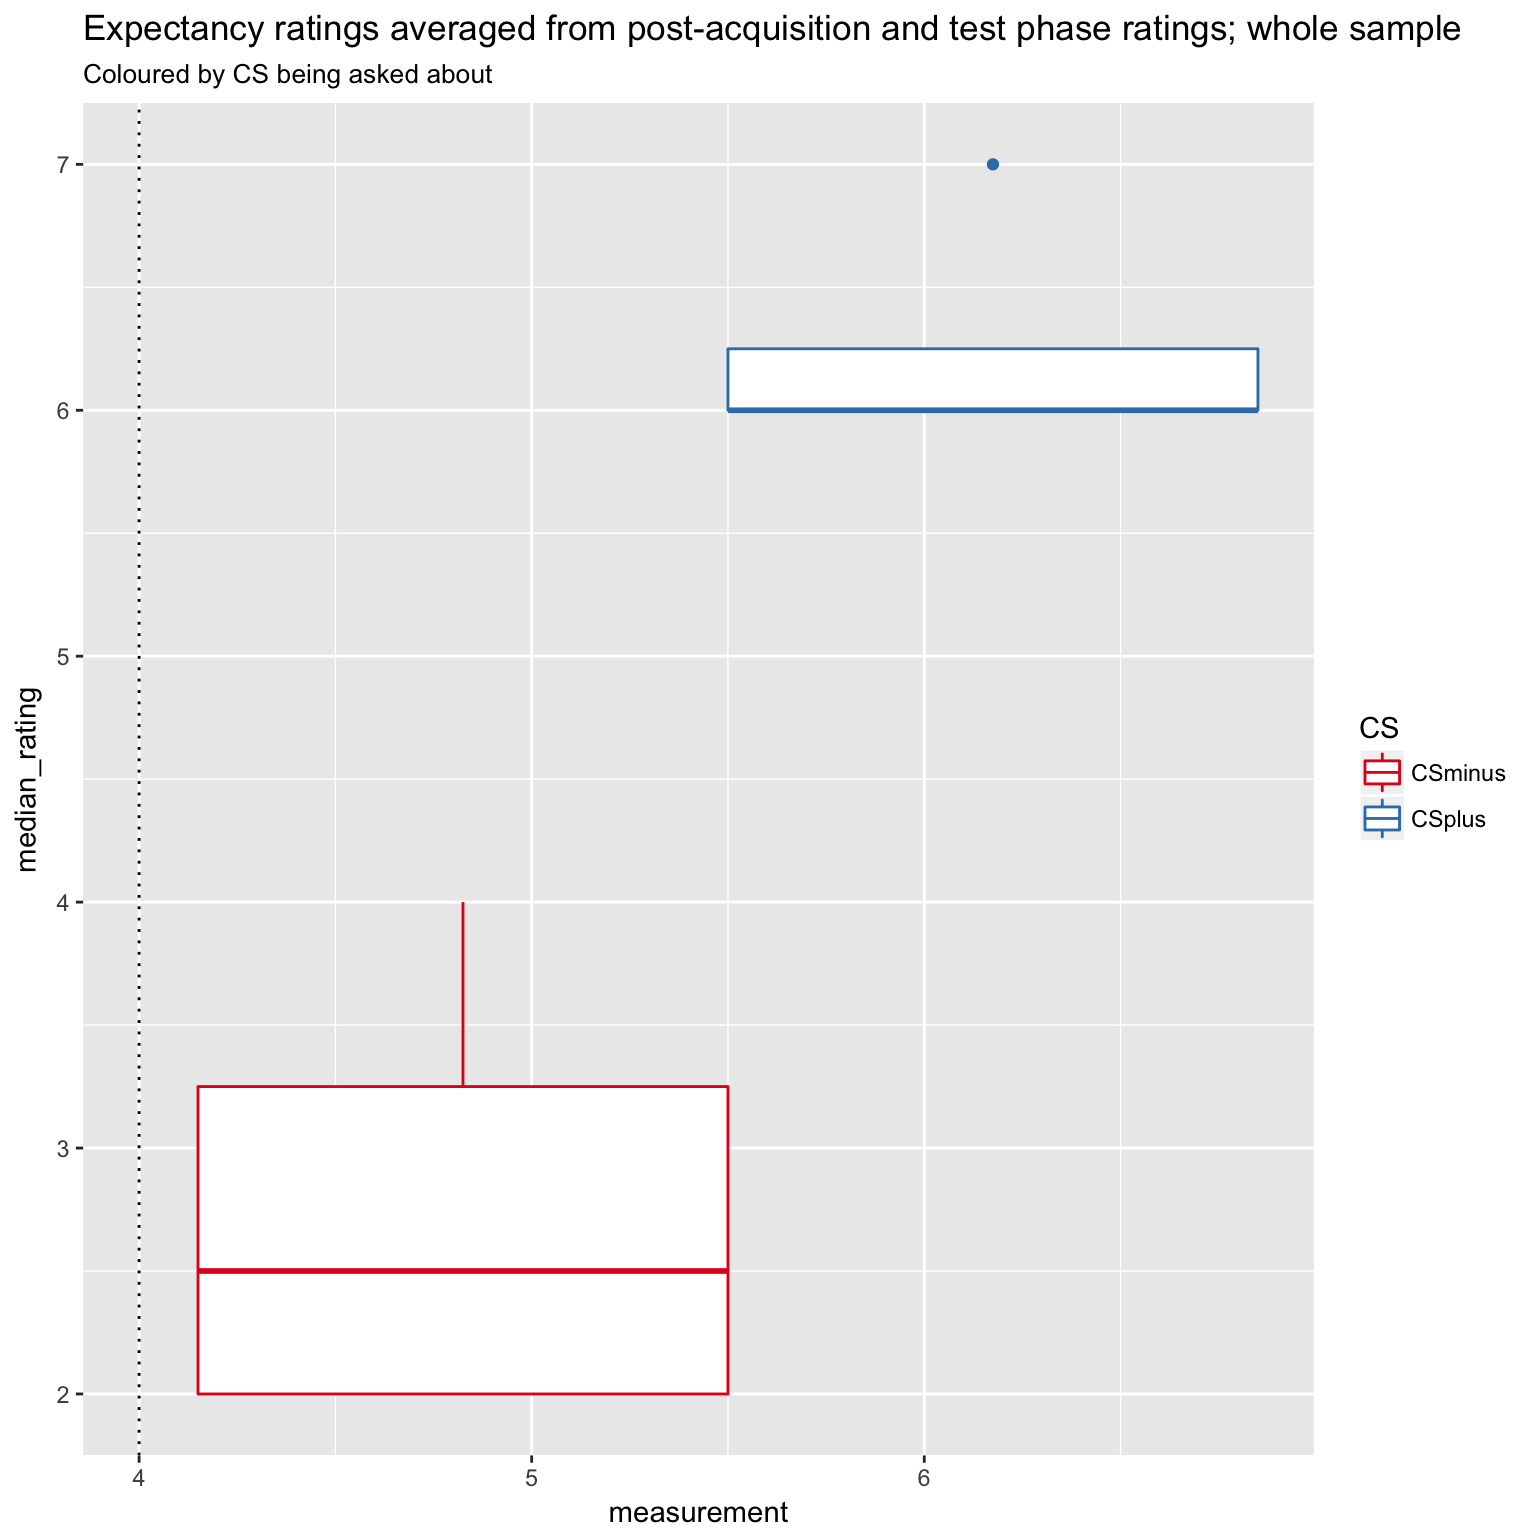 Expectancy ratings averaged from post-acquisition and test phase ratings; whole sample
Coloured by CS being asked about
7
6
5
4
3
2
median_rating
4 5 6
measurement
CS
CSminus
CSplus